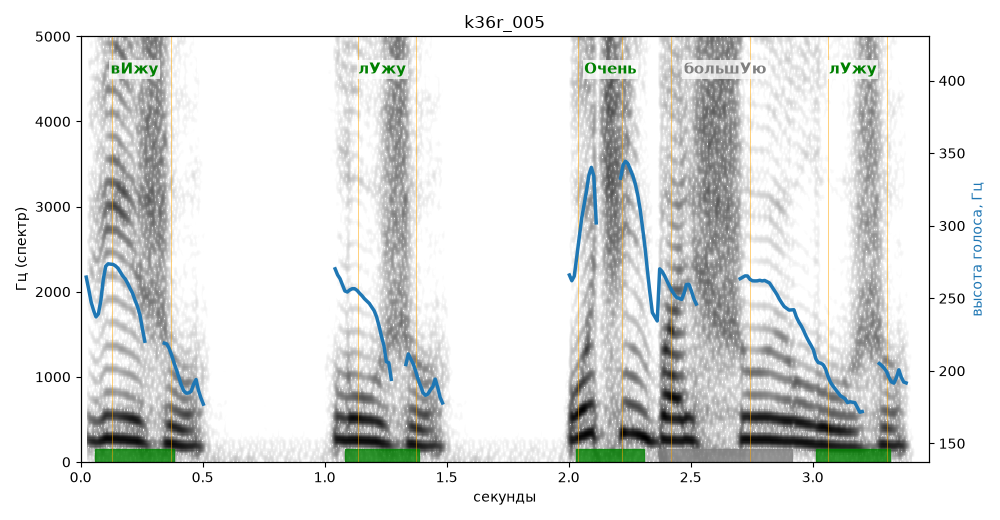 k36r_005
5000
4000
3000
2000
1000
0
Гц (спектр)
вИжу
лУжу
Очень
большУю
лУжу
400
350
300
250
200
150
высота голоса, Гц
0.0 0.5 1.0 1.5 2.0 2.5 3.0
секунды